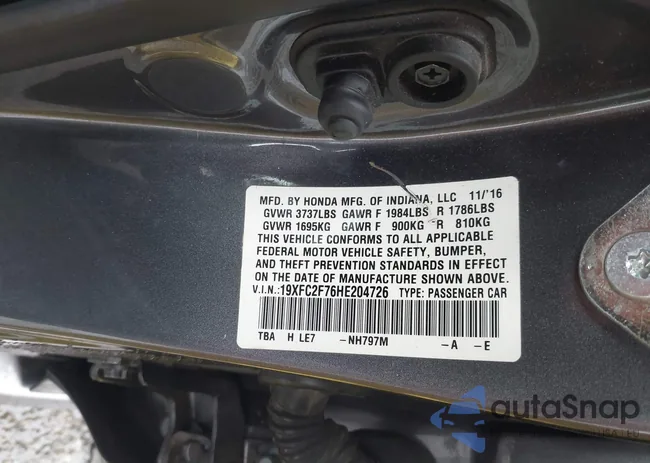 MFD. BY HONDA MFG. OF INDIANA, LLC 11/'16
GVWR 3737LBS GAWR F 1984LBS R 1786LBS
GVWR 1695KG GAWR F 900KG R 810KG
THIS VEHICLE CONFORMS TO ALL APPLICABLE
FEDERAL MOTOR VEHICLE SAFETY, BUMPER,
AND THEFT PREVENTION STANDARDS IN EFFECT
ON THE DATE OF MANUFACTURE SHOWN ABOVE.
V.I.N.:19XFC2F76HE204726 TYPE: PASSENGER CAR
TBA H LE7 -NH797M -A -E
autoSnap